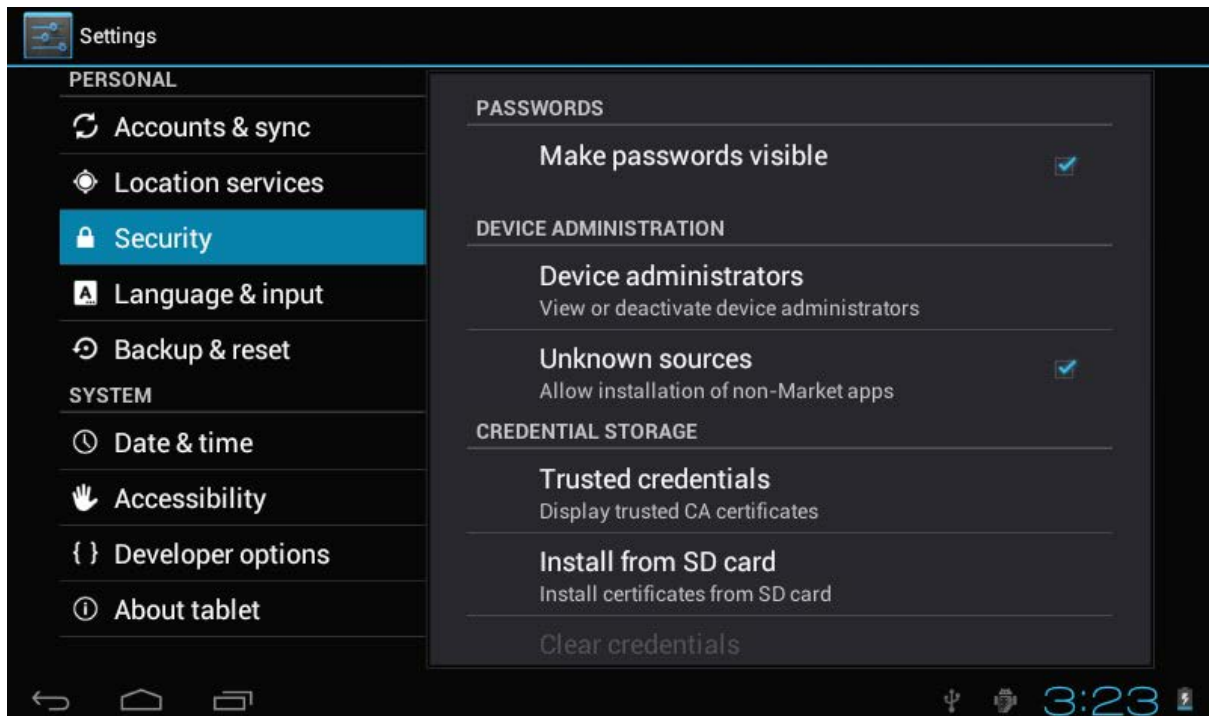 Settings
PERSONAL
Accounts & sync
Location services
Security
Language & input
Backup & reset
SYSTEM
Date & time
Accessibility
{ } Developer options
About tablet
PASSWORDS
Make passwords visible
DEVICE ADMINISTRATION
Device administrators
View or deactivate device administrators
Unknown sources
Allow installation of non-Market apps
CREDENTIAL STORAGE
Trusted credentials
Display trusted CA certificates
Install from SD card
Install certificates from SD card
Clear credentials
3:23